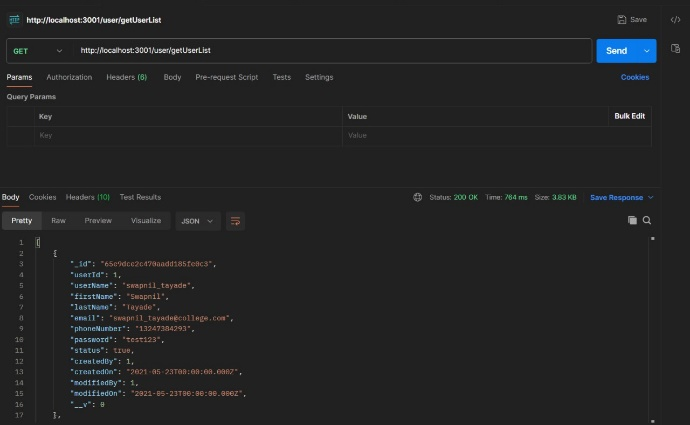 http://localhost:3001/user/getUserList
Save
GET
http://localhost:3001/user/getUserList
Send
Params Authorization Headers (6) Body Pre-request Script Tests Settings Cookies
Query Params
Key Value Bulk Edit
Key Value
Body Cookies Headers (10) Test Results Status: 200 OK Time: 764 ms Size: 3.83 KB Save Response
Pretty Raw Preview Visualize JSON
1 [
2 {
3 "_id": "65e9dce2c470aadd185fe0c3",
4 "userId": 1,
5 "userName": "swapnil_tayade",
6 "firstName": "Swapnil",
7 "lastName": "Tayade",
8 "email": "swapnil_tayade@college.com",
9 "phoneNumber": "13247384293",
10 "password": "test123",
11 "status": true,
12 "createdBy": 1,
13 "createdOn": "2021-05-23T00:00:00.000Z",
14 "modifiedBy": 1,
15 "modifiedOn": "2021-05-23T00:00:00.000Z",
16 "__v": 0
17 },